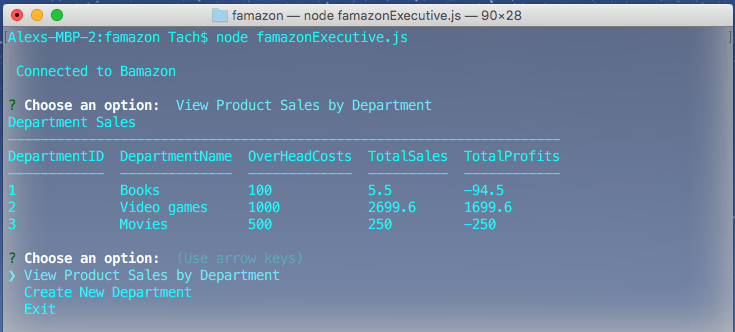 famazon — node famazonExecutive.js — 90×28
[Alexs-MBP-2:famazon Tach$ node famazonExecutive.js ]
Connected to Bamazon
? Choose an option: View Product Sales by Department
Department Sales
DepartmentID DepartmentName OverHeadCosts TotalSales TotalProfits
1 Books 100 5.5 -94.5
2 Video games 1000 2699.6 1699.6
3 Movies 500 250 -250
? Choose an option: (Use arrow keys)
❯ View Product Sales by Department
Create New Department
Exit